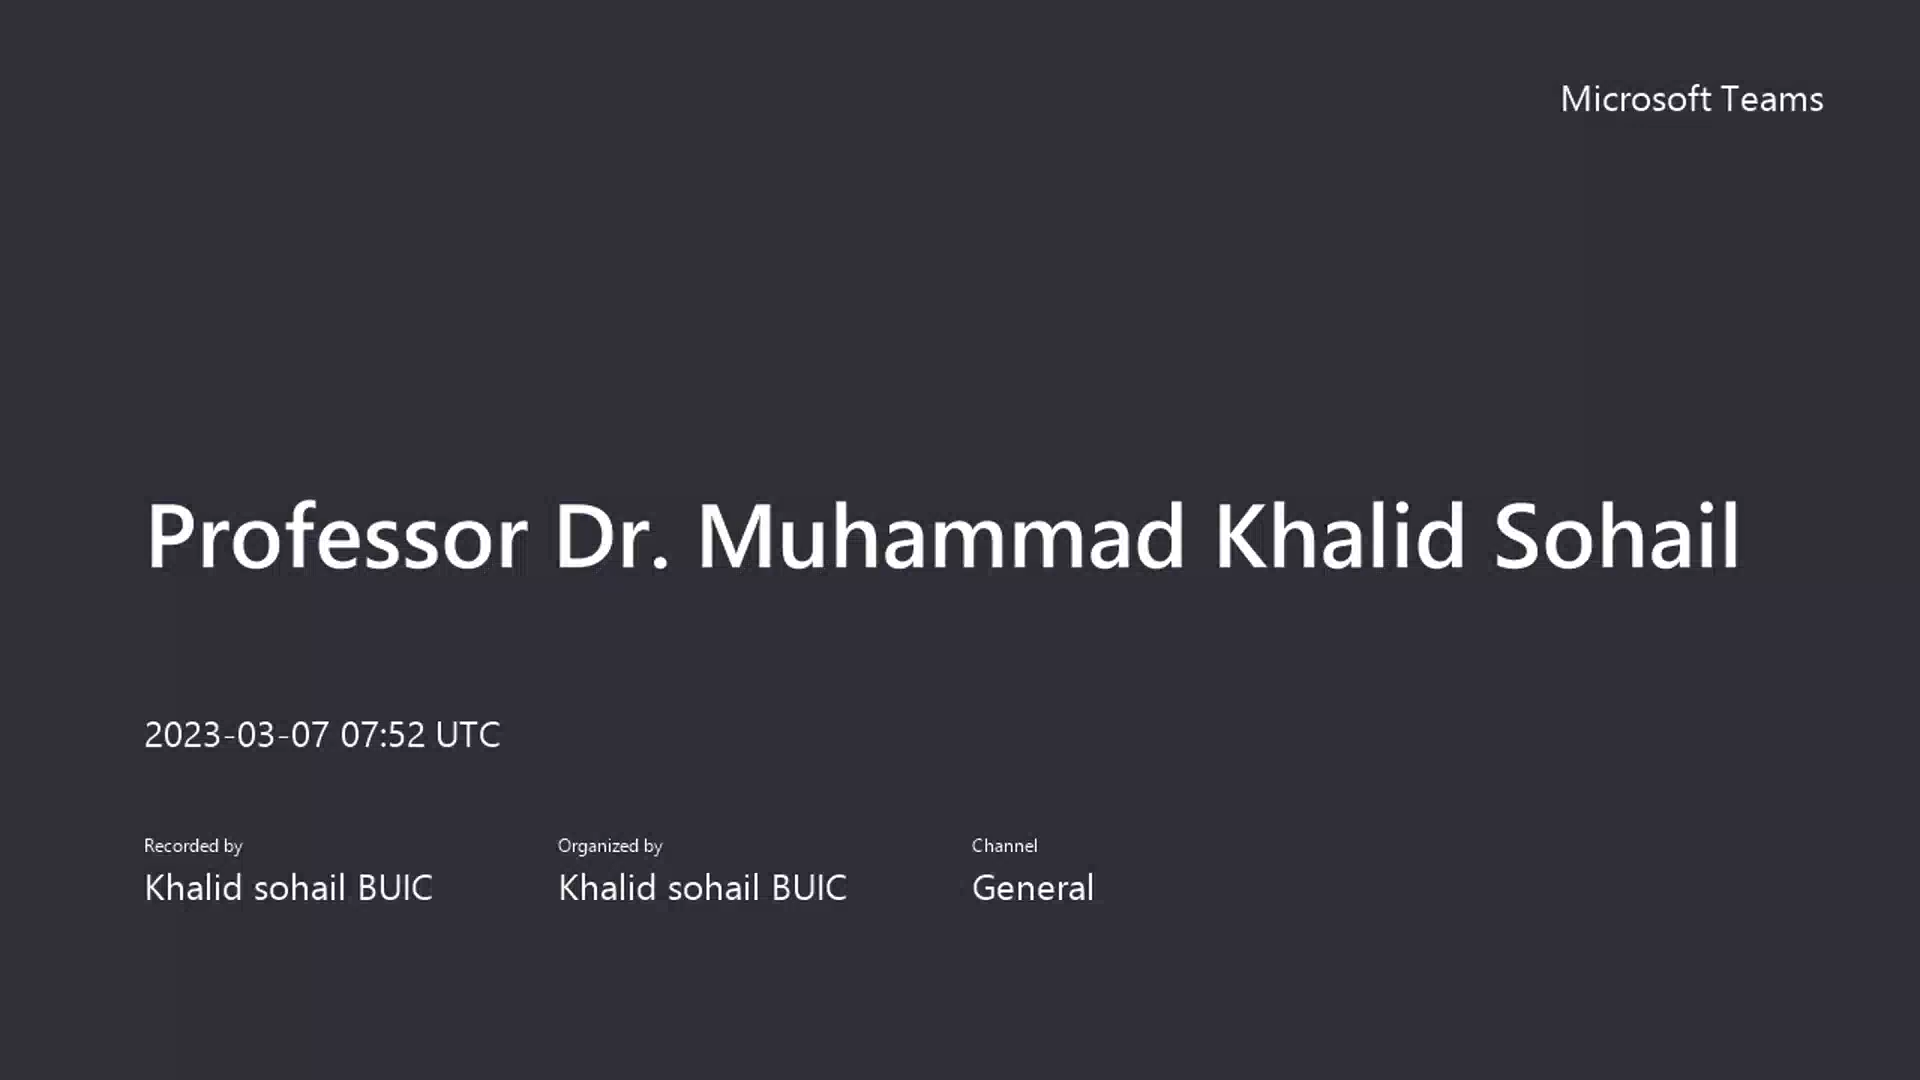 Microsoft Teams
Professor Dr. Muhammad Khalid Sohail
2023-03-07 07:52 UTC
Recorded by
Khalid sohail BUIC
Organized by
Khalid sohail BUIC
Channel
General